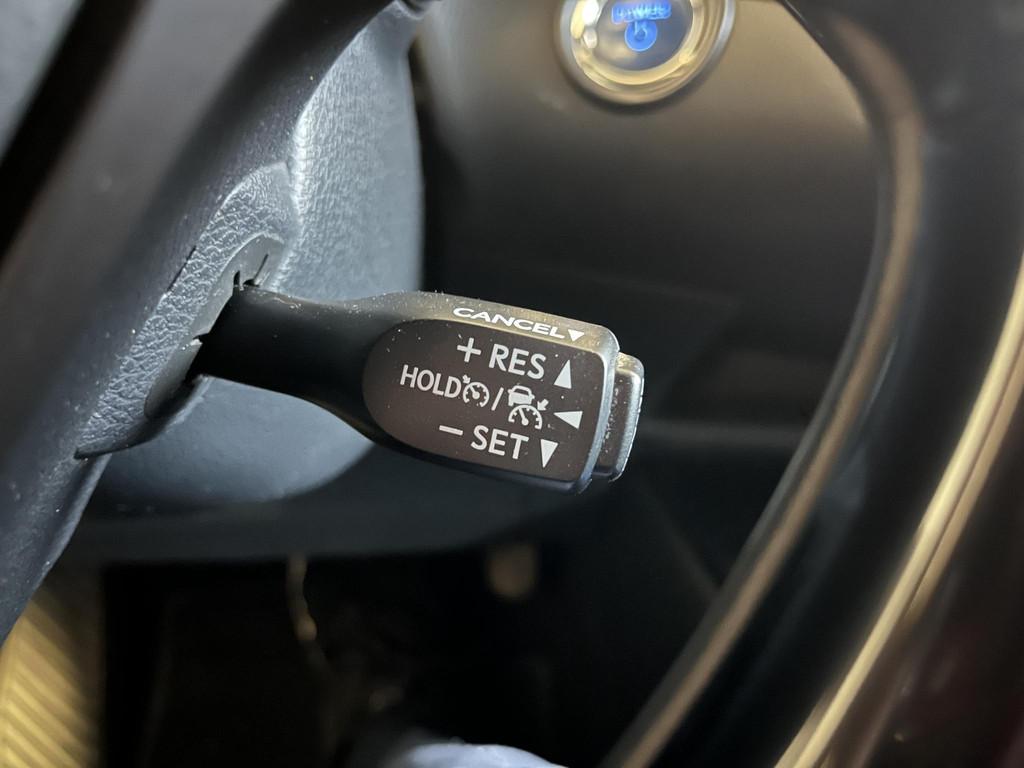 CANCEL▼
+ RES ▲
HOLD / ◀
− SET ▼